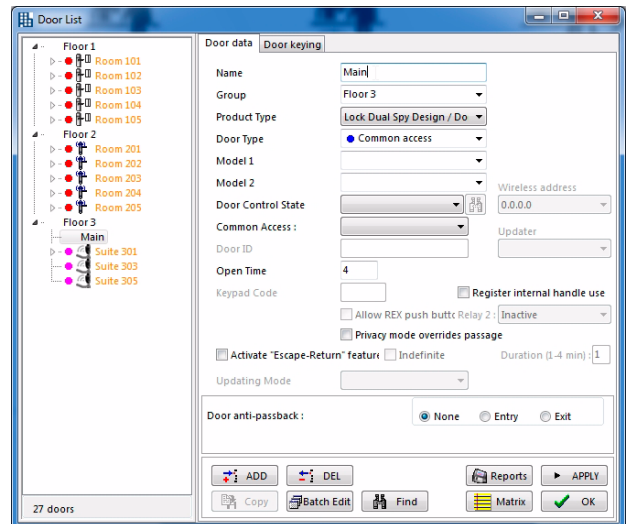 Door List
Floor 1
Room 101
Room 102
Room 103
Room 104
Room 105
Floor 2
Room 201
Room 202
Room 203
Room 204
Room 205
Floor 3
Main
Suite 301
Suite 303
Suite 305
27 doors
Door data Door keying
Name Main
Group Floor 3
Product Type Lock Dual Spy Design / Do
Door Type Common access
Model 1
Model 2
Wireless address
Door Control State 0.0.0.0
Common Access :
Updater
Door ID
Open Time 4
Keypad Code Register internal handle use
Allow REX push buttc Relay 2 : Inactive
Privacy mode overrides passage
Activate "Escape-Return" feature Indefinite Duration (1-4 min) : 1
Updating Mode
Door anti-passback : None Entry Exit
ADD DEL Reports APPLY
Copy Batch Edit Find Matrix OK